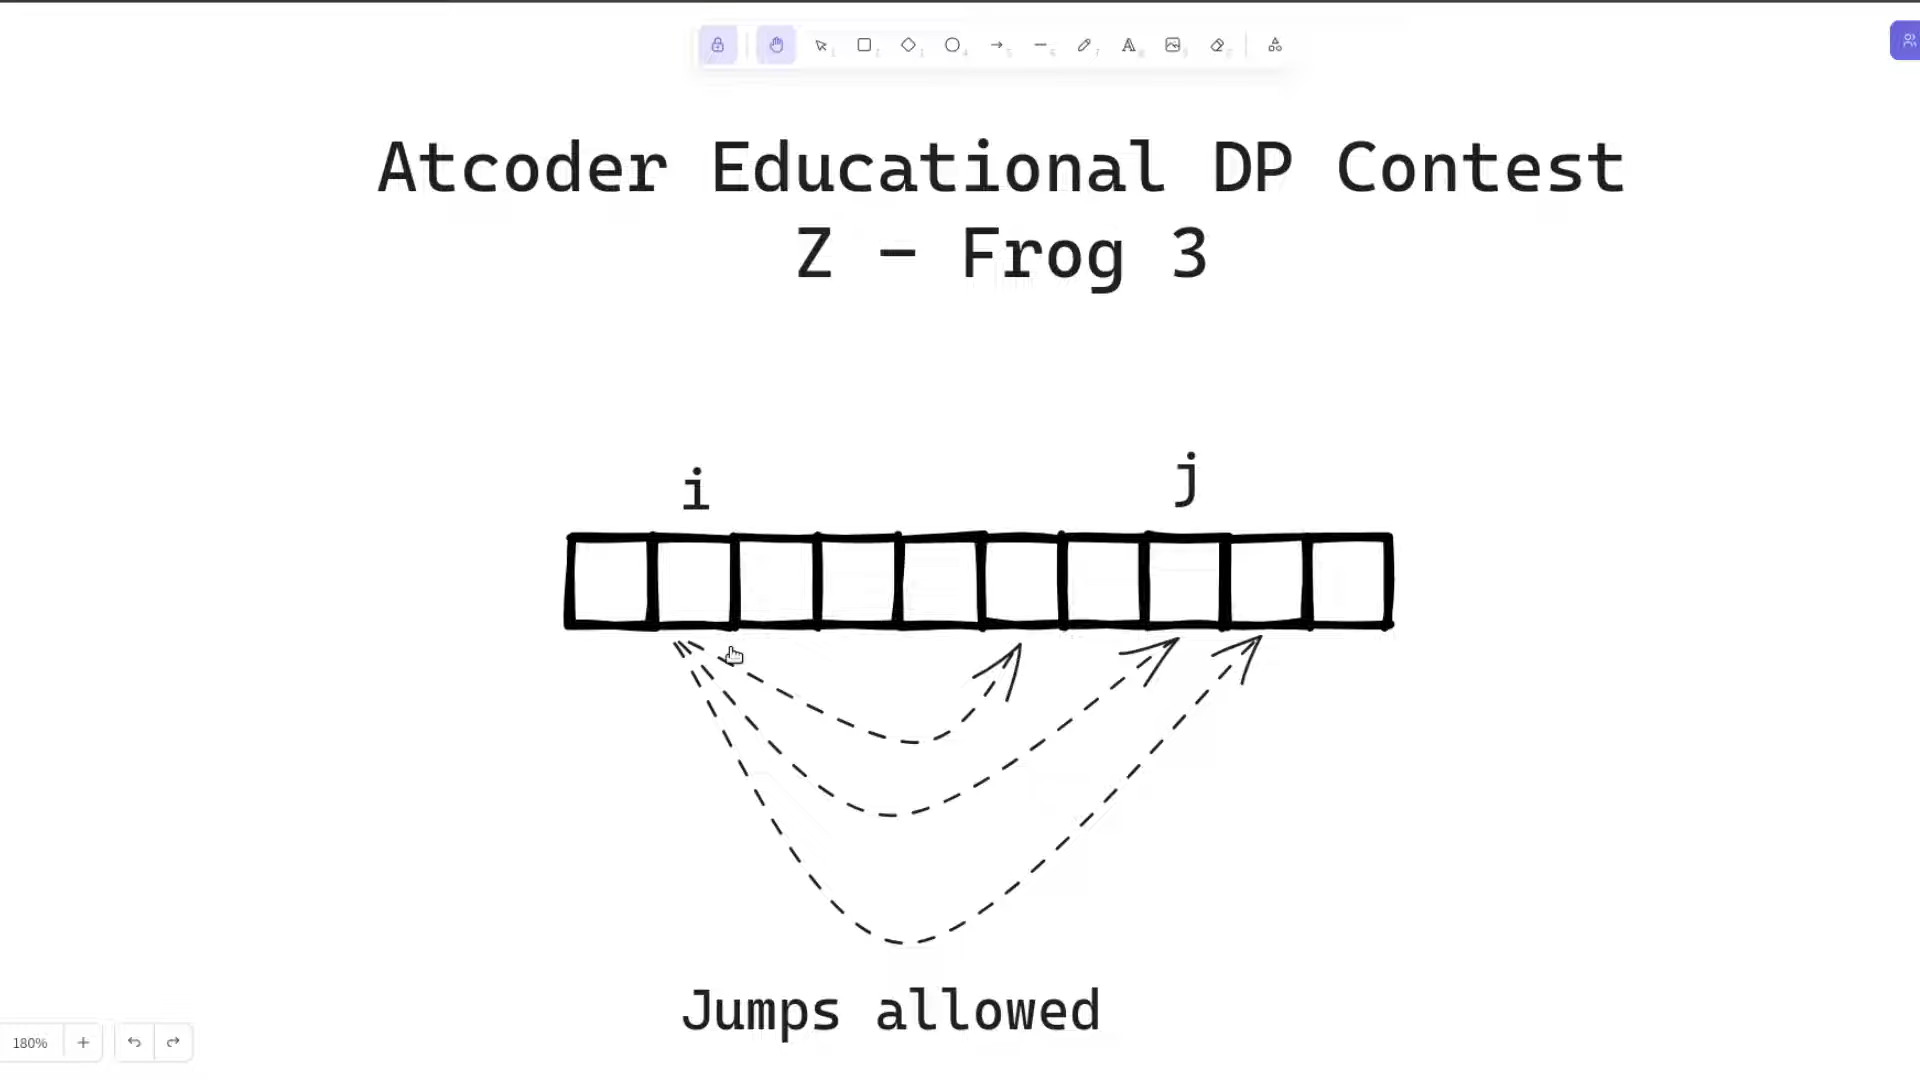 Atcoder Educational DP Contest
Z - Frog 3
i
j
Jumps allowed
180%